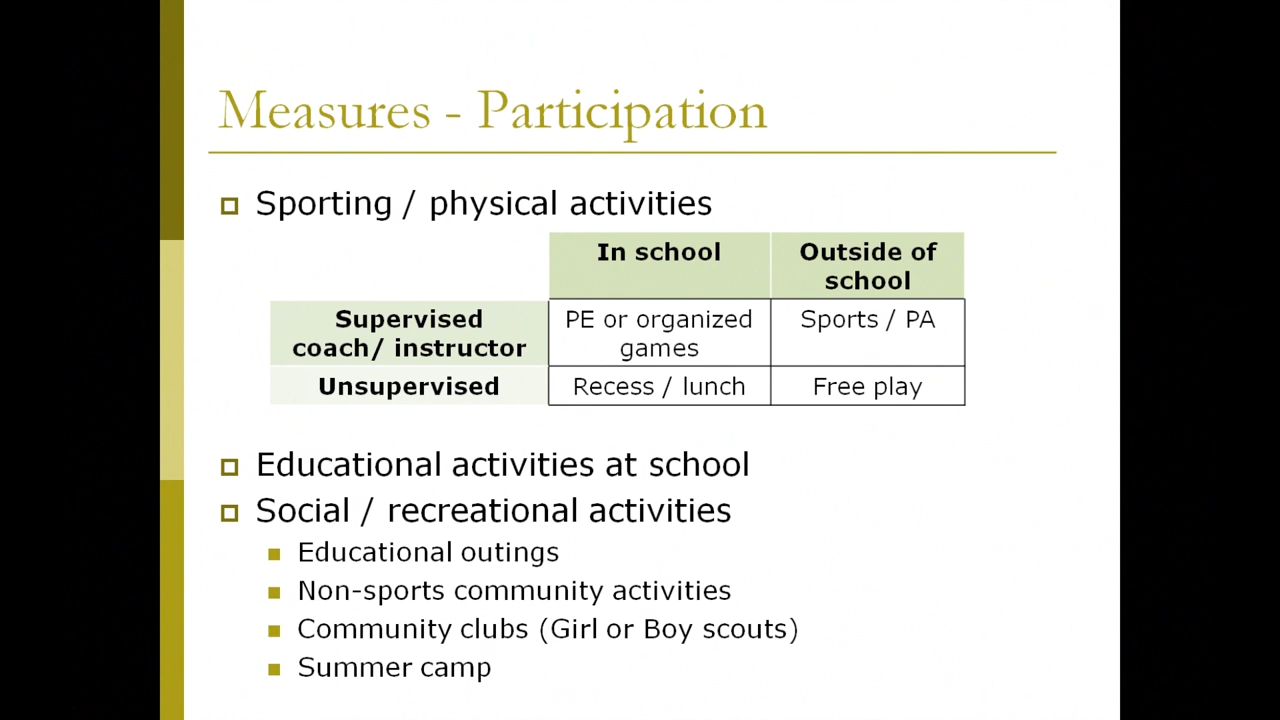 Measures - Participation
Sporting / physical activities
In school
Outside of
school
Supervised
coach/ instructor
PE or organized
games
Sports / PA
Unsupervised
Recess / lunch
Free play
Educational activities at school
Social / recreational activities
Educational outings
Non-sports community activities
Community clubs (Girl or Boy scouts)
Summer camp